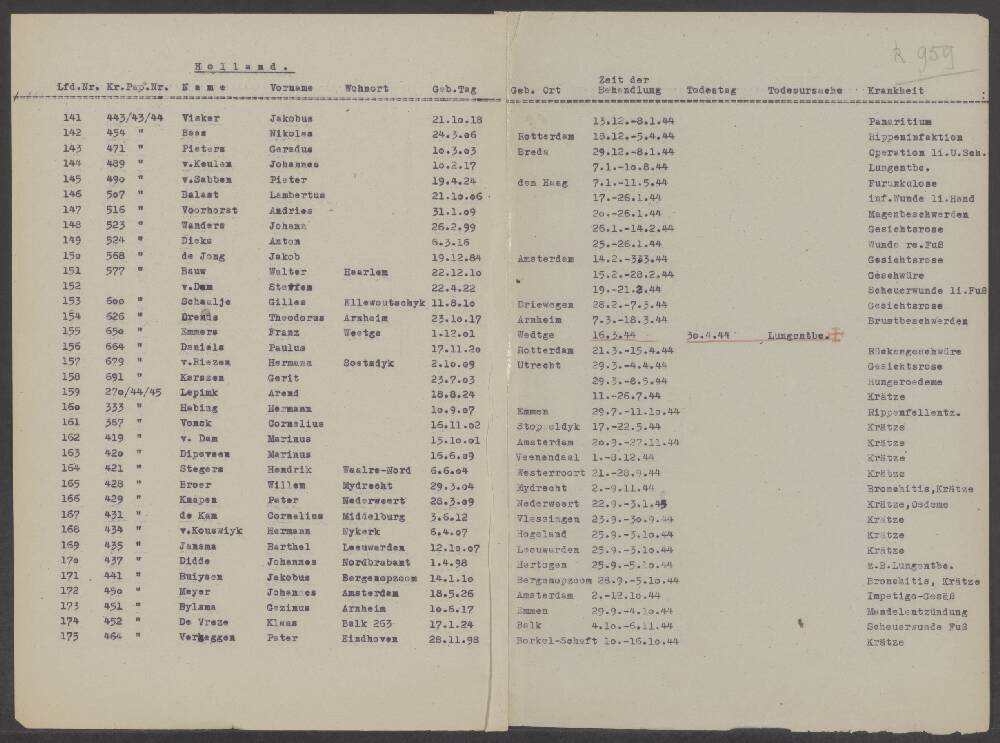 R 959
Holland.
Zeit der
Lfd.Nr. Kr.Pap.Nr. Name Vorname Wohnort Geb.Tag Geb. Ort Behandlung Todestag Todesursache Krankheit
141 443/43/44 Visker Jakobus 21.10.18 13.12.-8.1.44 Panaritium
142 454 " Baas Nikolas 24.3.06 Rotterdam 18.12.-5.4.44 Rippeninfaktion
143 471 " Pieters Gerardus 10.3.03 Breda 29.12.-8.1.44 Operation li.U.Sch.
144 489 " v.Keulen Johannes 10.2.17 7.1.-10.8.44 Lungentbc.
145 490 " v.Sabben Pieter 19.4.24 den Haag 7.1.-11.5.44 Furunkulose
146 507 " Balast Lambertus 21.10.06 17.-26.1.44 inf.Wunde li.Hand
147 516 " Voorhorst Andries 31.1.09 20.-26.1.44 Magenbeschwerden
148 523 " Wanders Johann 26.2.99 26.1.-14.2.44 Gesichtsrose
149 524 " Dicks Anton 6.3.16 25.-26.1.44 Wunde re.Fuß
150 568 " de Jong Jakob 19.12.84 Amsterdam 14.2.-3.3.44 Gesichtsrose
151 577 " Bauw Walter Haarlem 22.12.10 15.2.-28.2.44 Geschwüre
152 v.Dam Steffen 22.4.22 19.-21.2.44 Scheuerwunde li.Fuß
153 600 " Schaalje Gilles Ellewoutschyk 11.8.10 Driewegen 28.2.-7.3.44 Gesichtsrose
154 626 " Drenus Theodorus Arnheim 23.10.17 Arnheim 7.3.-18.3.44 Brustbeschwerden
155 650 " Emmers Franz Weetge 1.12.01 Wedtge 16.3.44 30.4.44 Lungentbc.
156 664 " Daniels Paulus 17.11.20 Rotterdam 21.3.-15.4.44 Rückengeschwüre
157 679 " v.Riezen Hermann Soetsdyk 2.10.09 Utrecht 29.3.-4.4.44 Gesichtsrose
158 691 " Karssen Gerit 23.7.03 29.3.-8.5.44 Hungeroedeme
159 270/44/45 Lepink Arend 18.8.24 11.-26.7.44 Krätze
160 333 " Habing Hermann 10.9.07 Emmen 29.7.-11.10.44 Rippenfellentz.
161 367 " Vonck Cornelius 16.11.02 17.-22.5.44 Krätze
162 419 " v. Dam Marinus 15.10.01 Amsterdam 20.9.-27.11.44 Krätze
163 420 " Dipeveen Marinus 16.6.09 Veenendaal 1.-8.12.44 Krätze
164 421 " Stegers Hendrik Waalre-Nord 6.6.04 Westerroort 21.-28.9.44 Krätze
165 428 " Broer Willem Mydrecht 29.3.04 Mydrecht 2.-9.11.44 Bronchitis,Krätze
166 429 " Knapen Peter Nederweert 28.3.09 Nederweert 22.9.-3.1.45 Krätze,Oedeme
167 431 " de Kam Cornelius Middelburg 3.6.12 Vlessingen 23.9.-30.9.44 Krätze
168 434 " v.Kouswiyk Hermann Nykerk 6.4.07 Hogeland 25.9.-3.10.44 Krätze
169 435 " Jansma Barthel Leeuwarden 12.10.07 Leeuwarden 25.9.-3.10.44 Krätze
170 437 " Didde Johannes Nordbrabant 1.4.98 Hertogen 25.9.-5.10.44 z.B.Lungentbc.
171 441 " Buiysen Jakobus Bergenopzoom 14.1.10 Bergenopzoom 28.9.-5.10.44 Bronchitis, Krätze
172 450 " Meyer Johannes Amsterdam 18.5.26 Amsterdam 2.-12.10.44 Impetigo-Gesäß
173 451 " Bylsma Gezinus Arnheim 10.6.17 Emmen 29.9.-4.10.44 Mandelentzündung
174 452 " De Vreze Klaas Balk 263 17.1.24 Balk 4.10.-6.11.44 Scheuerwunde Fuß
175 464 " Verheggen Peter Eindhoven 28.11.98 Borkel-Schaft 10.-16.10.44 Krätze